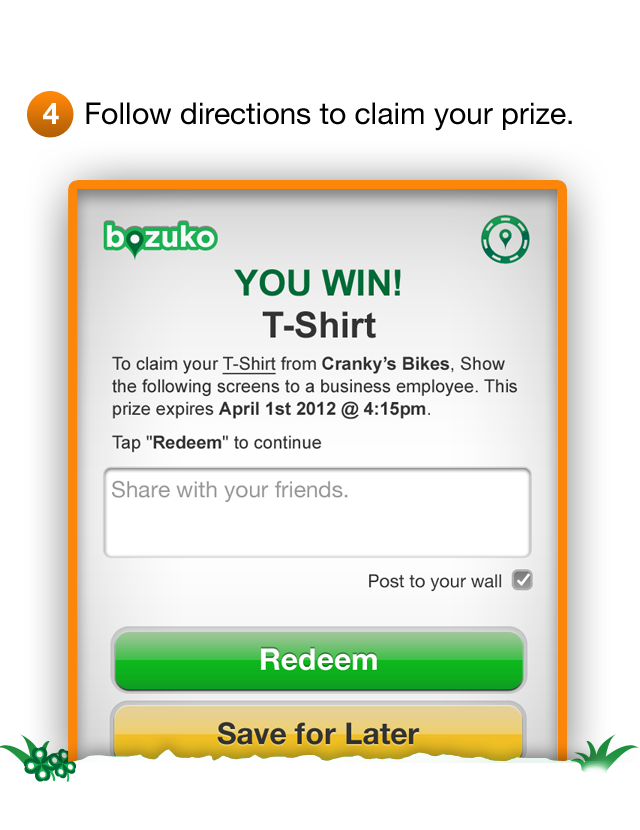 4 Follow directions to claim your prize.
bozuko
YOU WIN!
T-Shirt
To claim your T-Shirt from Cranky's Bikes, Show
the following screens to a business employee. This
prize expires April 1st 2012 @ 4:15pm.
Tap "Redeem" to continue
Share with your friends.
Post to your wall
Redeem
Save for Later